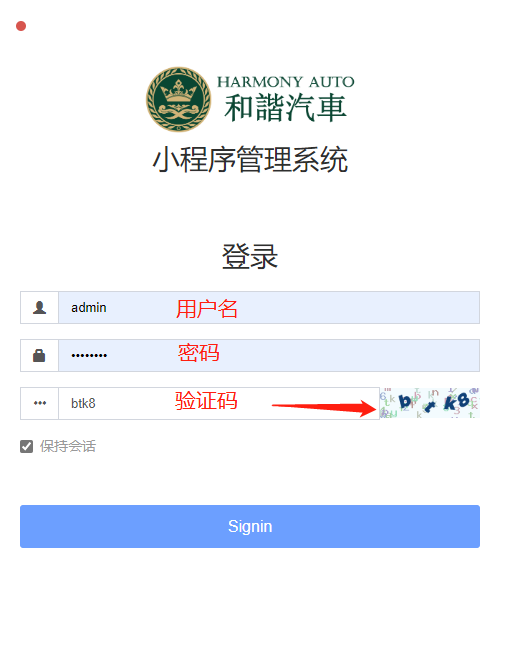 HARMONY AUTO
和諧汽車
小程序管理系统
登录
admin 用户名
•••••••• 密码
btk8 验证码 btk8
保持会话
Signin